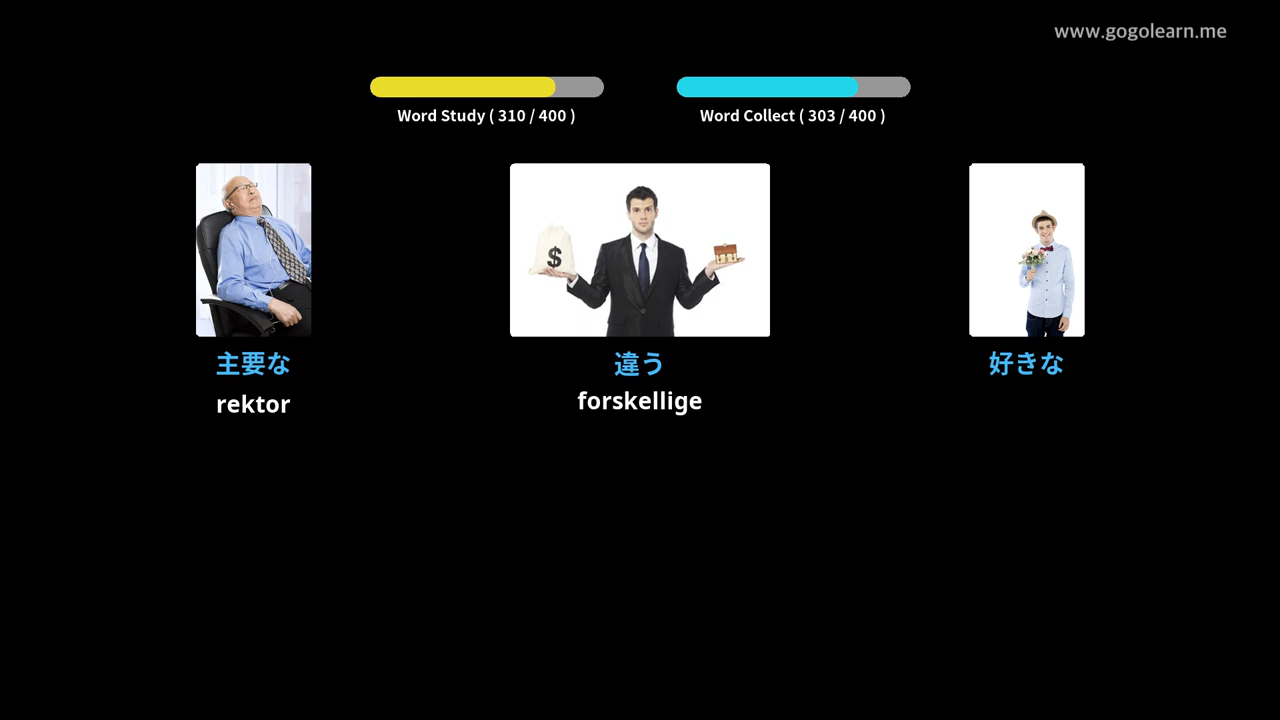 www.gogolearn.me
Word Study ( 310 / 400 )
Word Collect ( 303 / 400 )
$
主要な
違う
好きな
rektor
forskellige